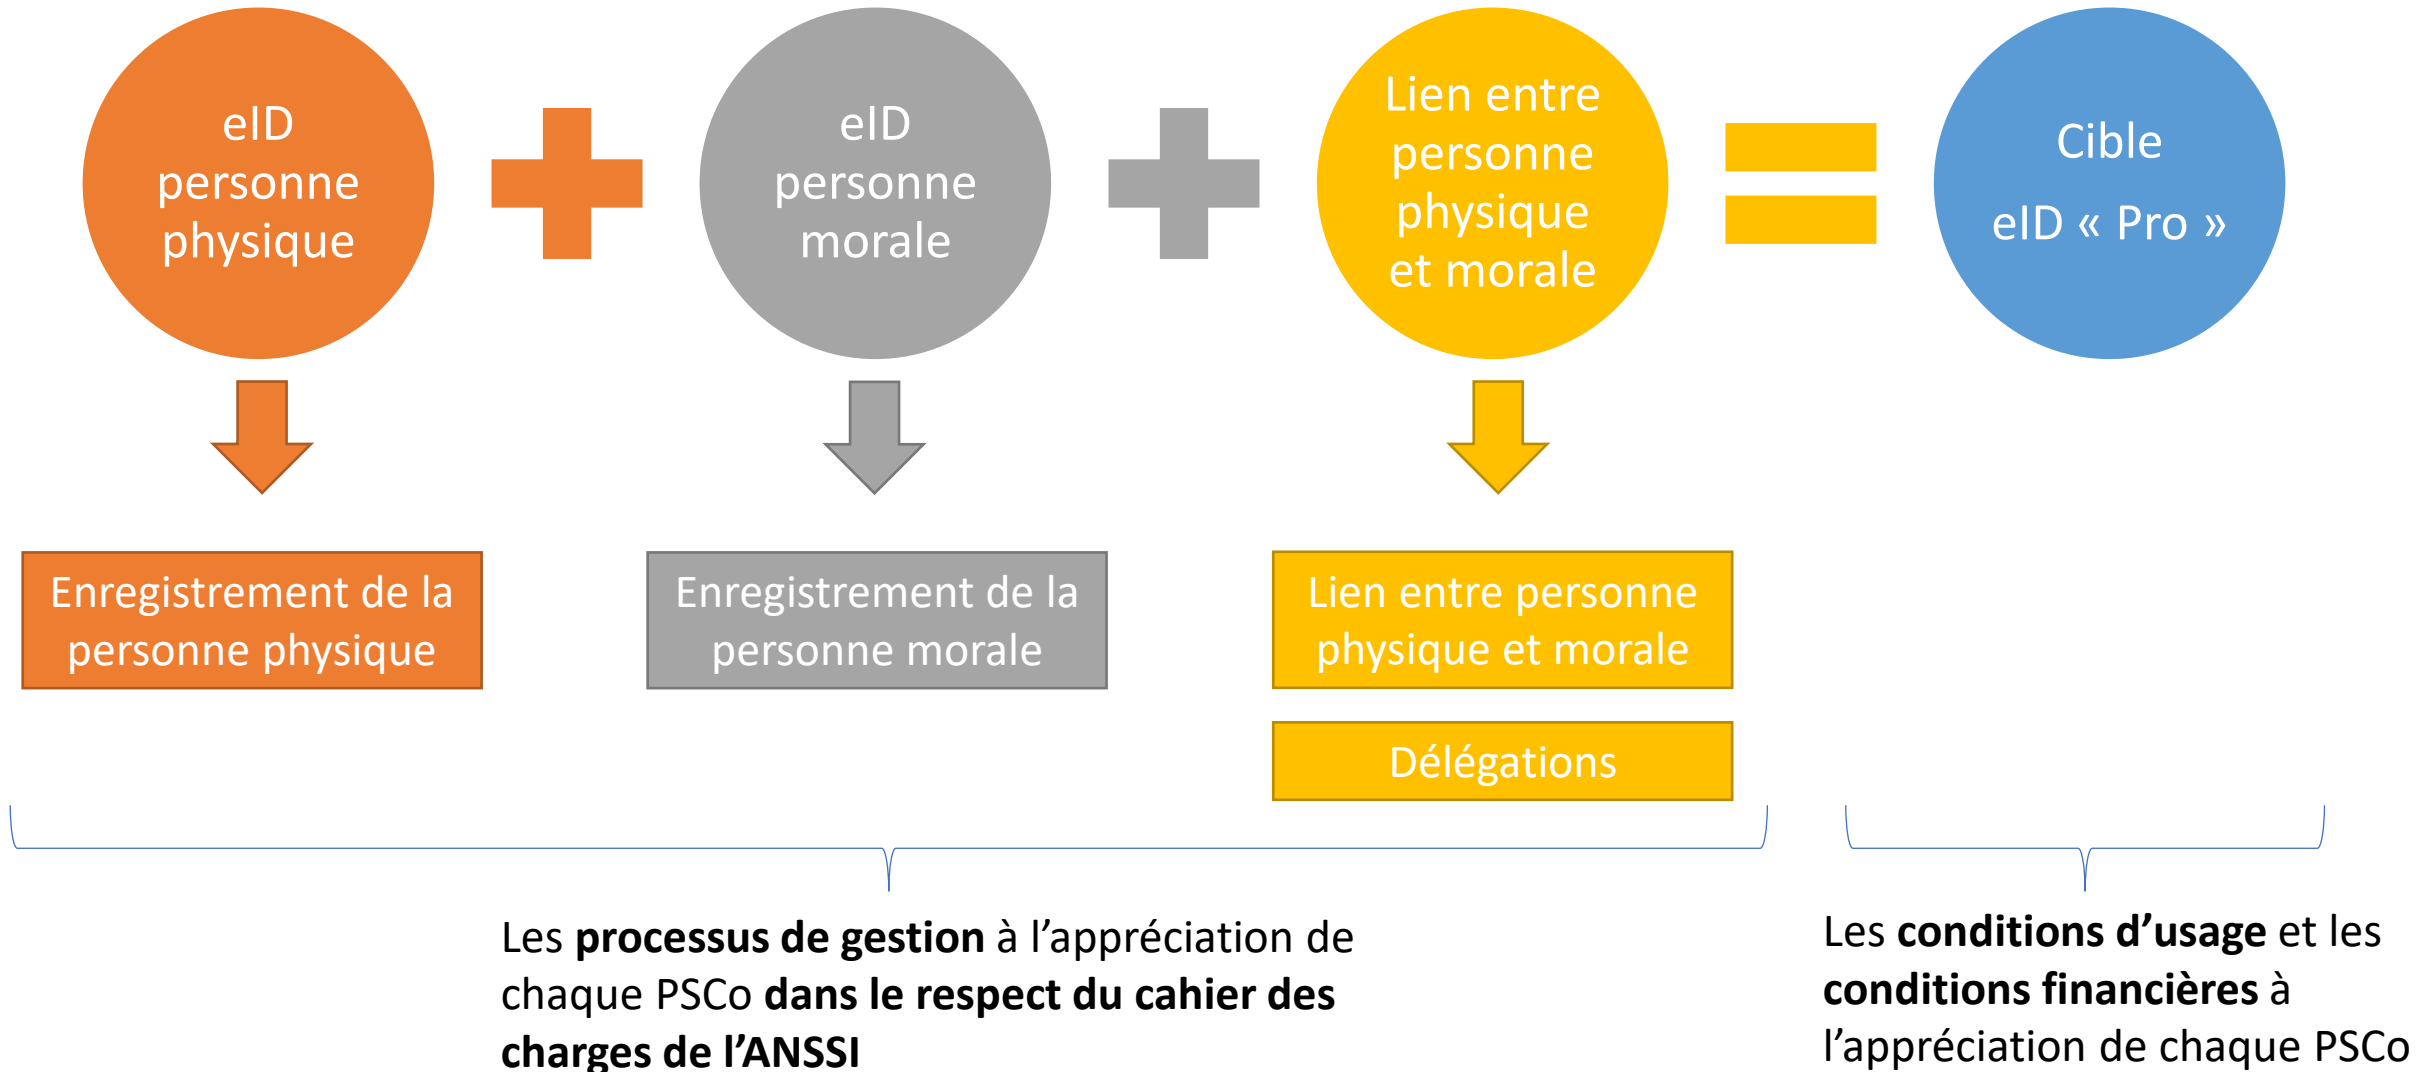 eID
personne
physique
eID
personne
morale
Lien entre
personne
physique
et morale
Cible
eID « Pro »
Enregistrement de la
personne physique
Enregistrement de la
personne morale
Lien entre personne
physique et morale
Délégations
Les processus de gestion à l’appréciation de
chaque PSCo dans le respect du cahier des
charges de l’ANSSI
Les conditions d’usage et les
conditions financières à
l’appréciation de chaque PSCo